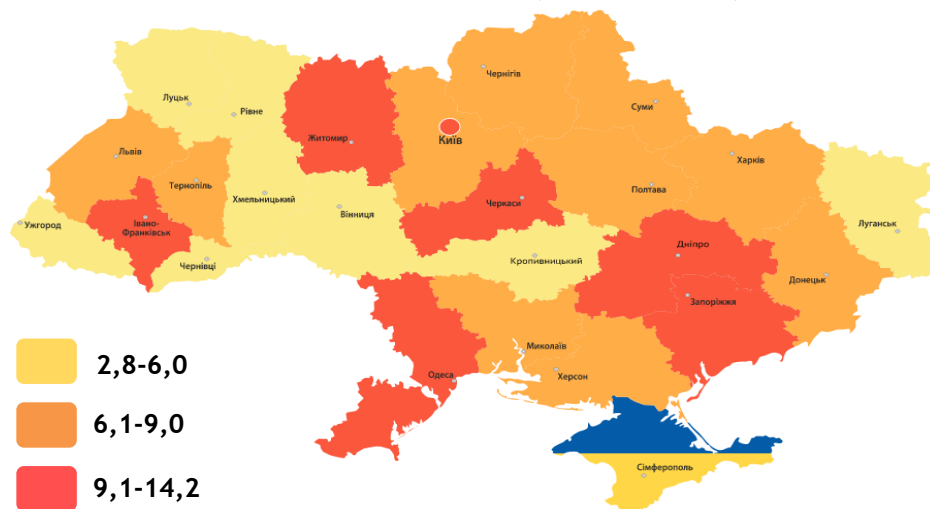 Чернігів
Луцьк
Рівне
Суми
Житомир
Київ
Львів
Харків
Тернопіль
Полтава
Хмельницький
Черкаси
Вінниця
Ужгород
Івано-
Франківськ
Луганськ
Дніпро
Чернівці
Кропивницький
Донецьк
Запоріжжя
Миколаїв
Одеса
Херсон
Сімферополь
2,8-6,0
6,1-9,0
9,1-14,2